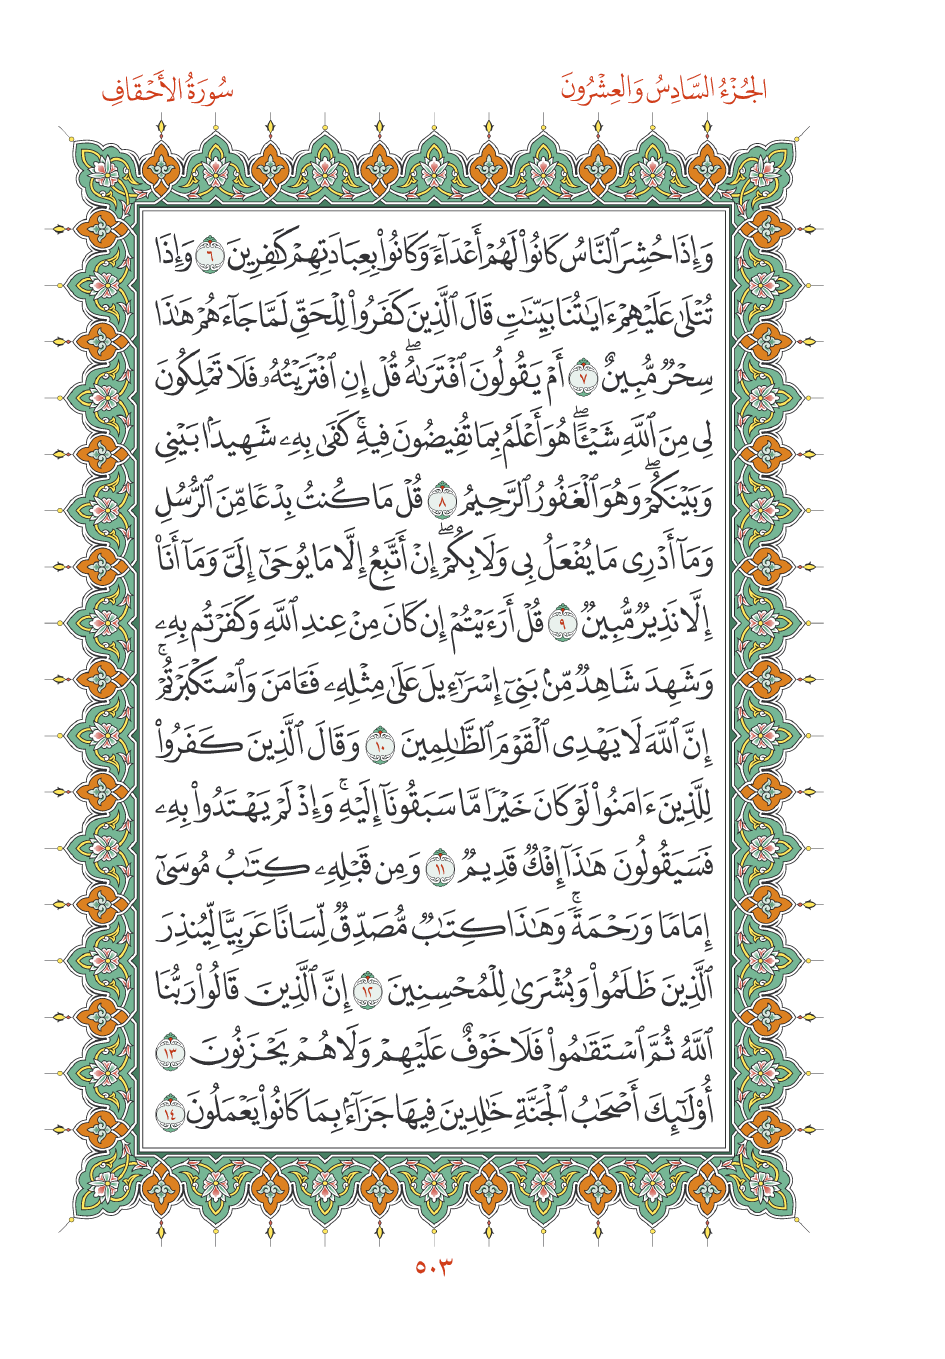 الجُزْءُ السَّادِسُ وَالعِشْرُونَ
سُورَةُ الأَحْقَافِ
وَإِذَا حُشِرَ ٱلنَّاسُ كَانُوا۟ لَهُمْ أَعْدَآءً وَكَانُوا۟ بِعِبَادَتِهِمْ كَٰفِرِينَ ٦ وَإِذَا
تُتْلَىٰ عَلَيْهِمْ ءَايَٰتُنَا بَيِّنَٰتٍ قَالَ ٱلَّذِينَ كَفَرُوا۟ لِلْحَقِّ لَمَّا جَآءَهُمْ هَٰذَا
سِحْرٌ مُّبِينٌ ٧ أَمْ يَقُولُونَ ٱفْتَرَىٰهُ ۖ قُلْ إِنِ ٱفْتَرَيْتُهُۥ فَلَا تَمْلِكُونَ
لِى مِنَ ٱللَّهِ شَيْـًٔا ۖ هُوَ أَعْلَمُ بِمَا تُفِيضُونَ فِيهِ ۚ كَفَىٰ بِهِۦ شَهِيدًۢا بَيْنِى
وَبَيْنَكُمْ ۖ وَهُوَ ٱلْغَفُورُ ٱلرَّحِيمُ ٨ قُلْ مَا كُنتُ بِدْعًا مِّنَ ٱلرُّسُلِ
وَمَآ أَدْرِى مَا يُفْعَلُ بِى وَلَا بِكُمْ ۖ إِنْ أَتَّبِعُ إِلَّا مَا يُوحَىٰٓ إِلَىَّ وَمَآ أَنَا۠
إِلَّا نَذِيرٌ مُّبِينٌ ٩ قُلْ أَرَءَيْتُمْ إِن كَانَ مِنْ عِندِ ٱللَّهِ وَكَفَرْتُم بِهِۦ
وَشَهِدَ شَاهِدٌ مِّنۢ بَنِىٓ إِسْرَٰٓءِيلَ عَلَىٰ مِثْلِهِۦ فَـَٔامَنَ وَٱسْتَكْبَرْتُمْ ۚ
إِنَّ ٱللَّهَ لَا يَهْدِى ٱلْقَوْمَ ٱلظَّٰلِمِينَ ١٠ وَقَالَ ٱلَّذِينَ كَفَرُوا۟
لِلَّذِينَ ءَامَنُوا۟ لَوْ كَانَ خَيْرًا مَّا سَبَقُونَآ إِلَيْهِ ۚ وَإِذْ لَمْ يَهْتَدُوا۟ بِهِۦ
فَسَيَقُولُونَ هَٰذَآ إِفْكٌ قَدِيمٌ ١١ وَمِن قَبْلِهِۦ كِتَٰبُ مُوسَىٰٓ
إِمَامًا وَرَحْمَةً ۚ وَهَٰذَا كِتَٰبٌ مُّصَدِّقٌ لِّسَانًا عَرَبِيًّا لِّيُنذِرَ
ٱلَّذِينَ ظَلَمُوا۟ وَبُشْرَىٰ لِلْمُحْسِنِينَ ١٢ إِنَّ ٱلَّذِينَ قَالُوا۟ رَبُّنَا
ٱللَّهُ ثُمَّ ٱسْتَقَٰمُوا۟ فَلَا خَوْفٌ عَلَيْهِمْ وَلَا هُمْ يَحْزَنُونَ ١٣
أُو۟لَٰٓئِكَ أَصْحَٰبُ ٱلْجَنَّةِ خَٰلِدِينَ فِيهَا جَزَآءًۢ بِمَا كَانُوا۟ يَعْمَلُونَ ١٤
٥٠٣